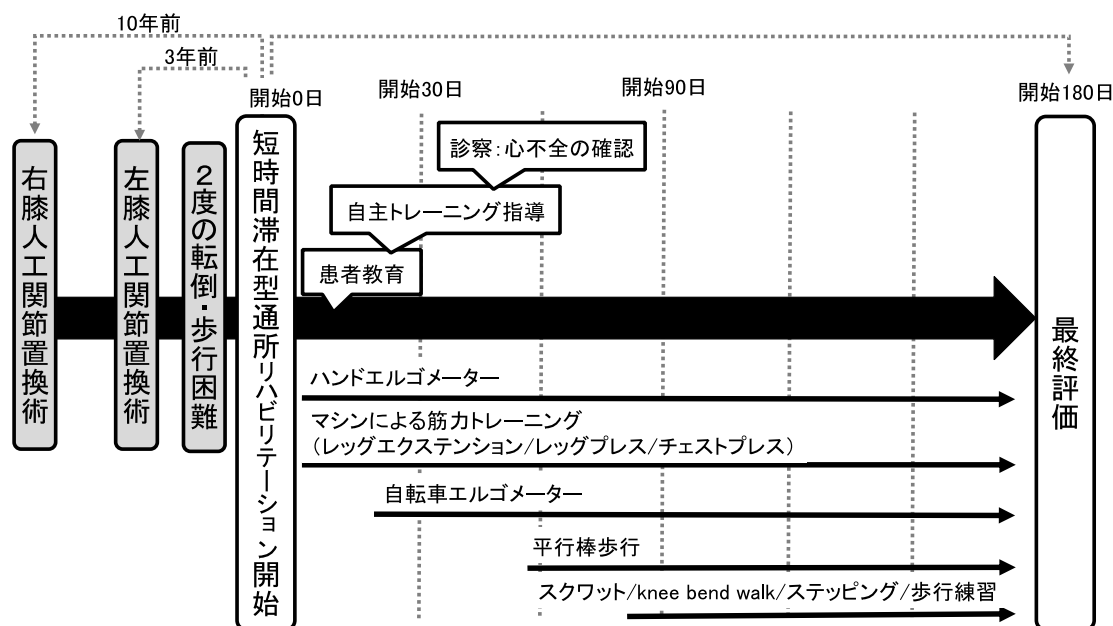 10年前
3年前
開始0日
開始30日
開始90日
開始180日
右膝人工関節置換術
左膝人工関節置換術
2度の転倒・歩行困難
短時間滞在型通所リハビリテーション開始
診察:心不全の確認
自主トレーニング指導
患者教育
最終評価
ハンドエルゴメーター
マシンによる筋力トレーニング
(レッグエクステンション/レッグプレス/チェストプレス)
自転車エルゴメーター
平行棒歩行
スクワット/knee bend walk/ステッピング/歩行練習